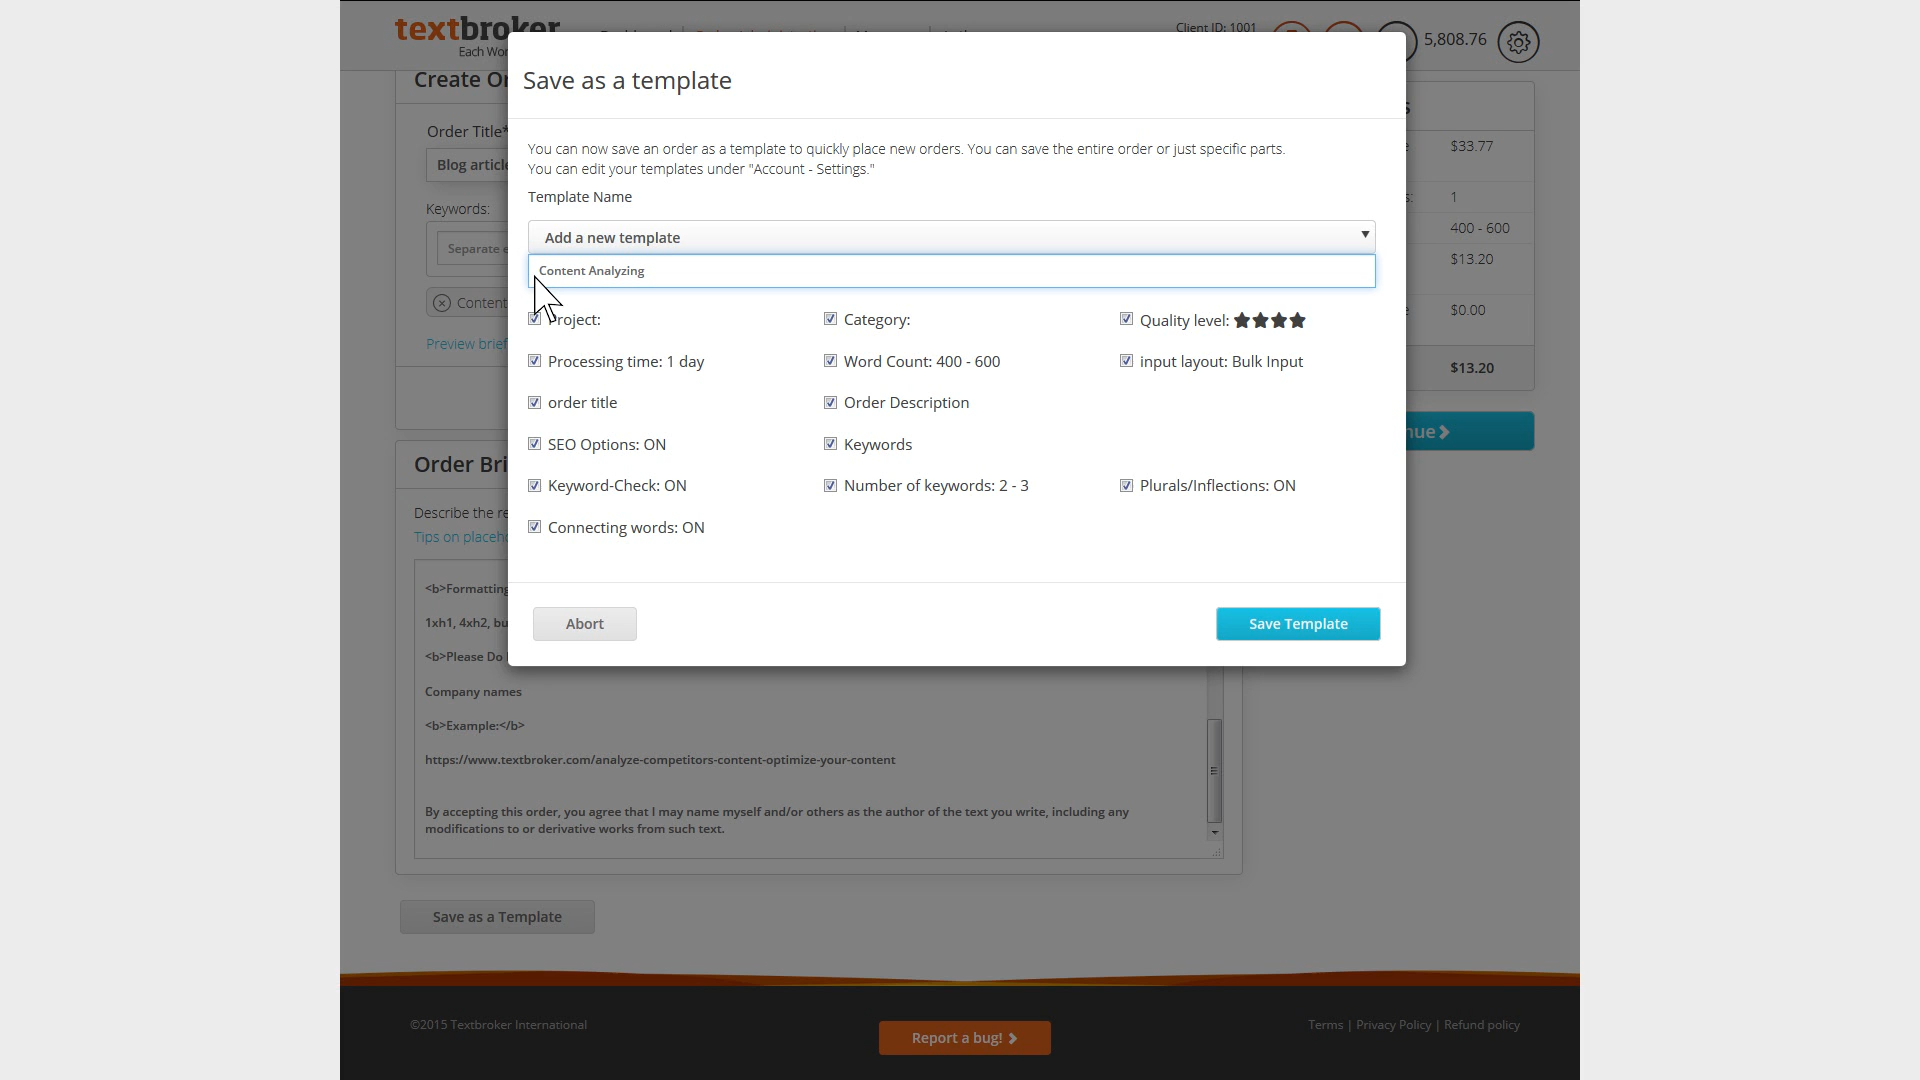 textbroker
Each Wor
Client ID: 1001
5,808.76
Create Or
Order Title*
Blog article
Keywords:
Separate e
Content
Preview brief
Save as a template
You can now save an order as a template to quickly place new orders. You can save the entire order or just specific parts.
You can edit your templates under "Account - Settings."
Template Name
Add a new template
Content Analyzing
Project:
Category:
Quality level:
Processing time: 1 day
Word Count: 400 - 600
input layout: Bulk Input
order title
Order Description
SEO Options: ON
Keywords
Keyword-Check: ON
Number of keywords: 2 - 3
Plurals/Inflections: ON
Connecting words: ON
Abort
Save Template
$33.77
1
400 - 600
$13.20
$0.00
$13.20
nue
Order Bri
Describe the re
Tips on placeho
<b>Formatting
1xh1, 4xh2, bu
<b>Please Do
Company names
<b>Example:</b>
https://www.textbroker.com/analyze-competitors-content-optimize-your-content
By accepting this order, you agree that I may name myself and/or others as the author of the text you write, including any
modifications to or derivative works from such text.
Save as a Template
©2015 Textbroker International
Report a bug!
Terms | Privacy Policy | Refund policy